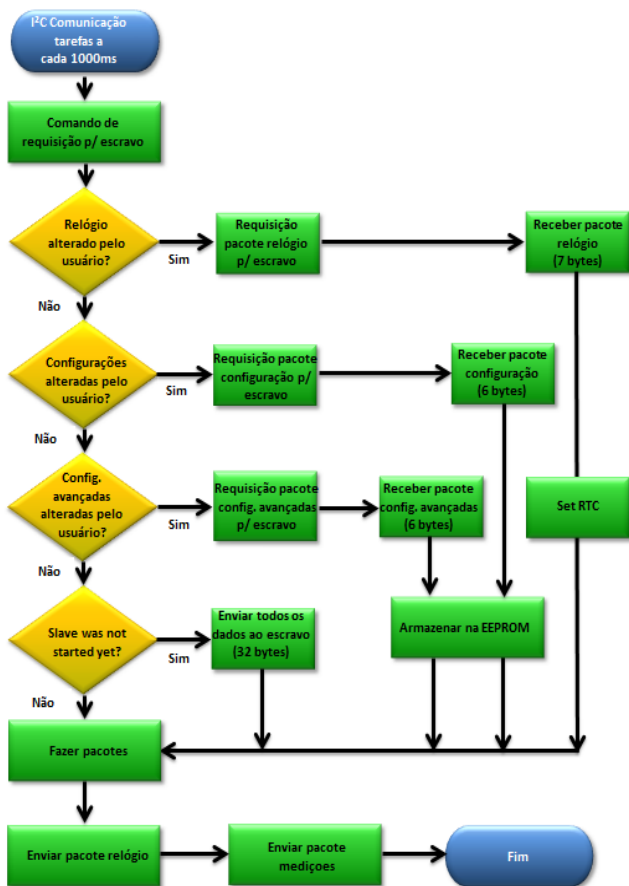 I²C Comunicação
tarefas a
cada 1000ms
Comando de
requisição p/ escravo
Relógio
alterado pelo
usuário?
Sim
Requisição
pacote relógio
p/ escravo
Receber pacote
relógio
(7 bytes)
Não
Configurações
alteradas pelo
usuário?
Sim
Requisição pacote
configuração p/
escravo
Receber pacote
configuração
(6 bytes)
Não
Config.
avançadas
alteradas pelo
usuário?
Sim
Requisição pacote
config. avançadas
p/ escravo
Receber pacote
config. avançadas
(6 bytes)
Set RTC
Não
Slave was not
started yet?
Sim
Enviar todos os
dados ao escravo
(32 bytes)
Armazenar na EEPROM
Não
Fazer pacotes
Enviar pacote relógio
Enviar pacote
mediçoes
Fim